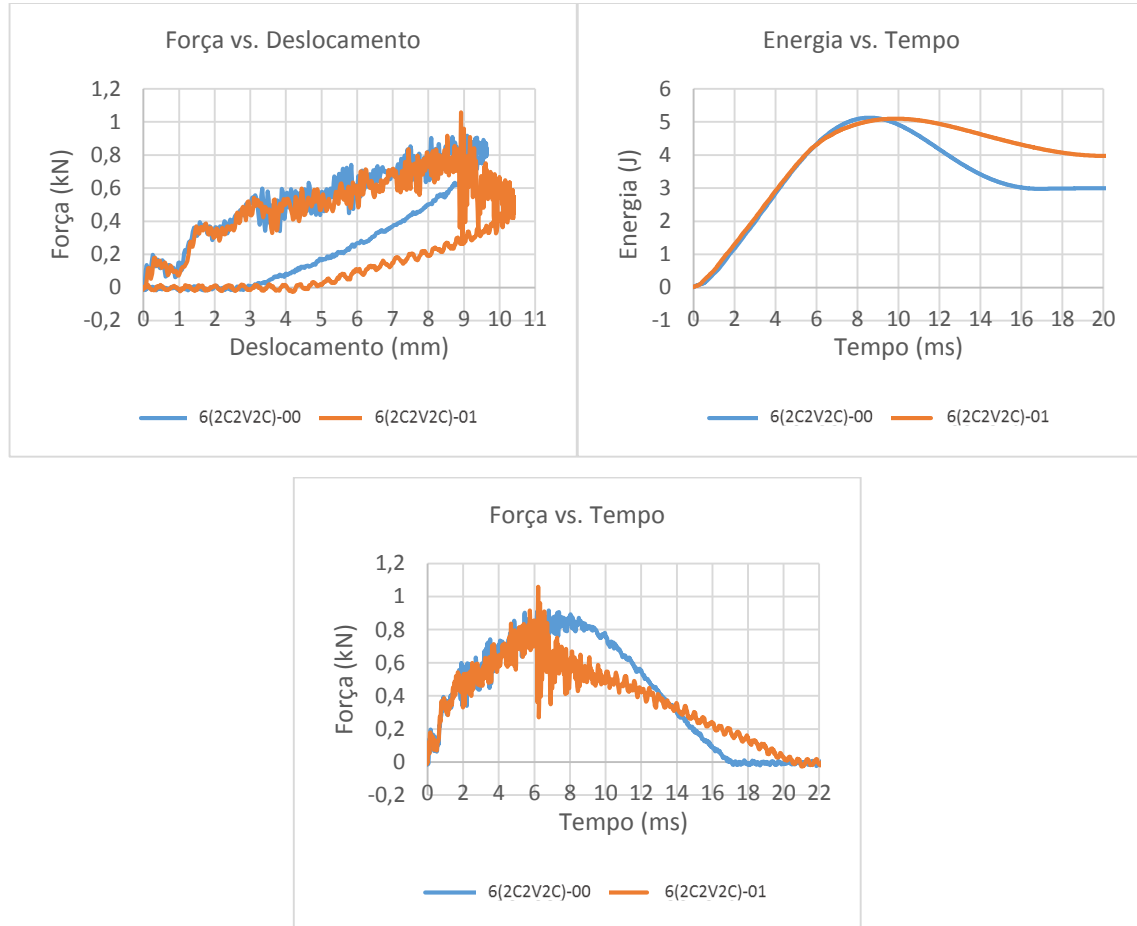 Força vs. Deslocamento
1,2
1
0,8
0,6
0,4
0,2
0
-0,2
0 1 2 3 4 5 6 7 8 9 10 11
Força (kN)
Deslocamento (mm)
6(2C2V2C)-00 6(2C2V2C)-01
Energia vs. Tempo
6
5
4
3
2
1
0
-1
0 2 4 6 8 10 12 14 16 18 20
Energia (J)
Tempo (ms)
6(2C2V2C)-00 6(2C2V2C)-01
Força vs. Tempo
1,2
1
0,8
0,6
0,4
0,2
0
-0,2
0 2 4 6 8 10 12 14 16 18 20 22
Força (kN)
Tempo (ms)
6(2C2V2C)-00 6(2C2V2C)-01